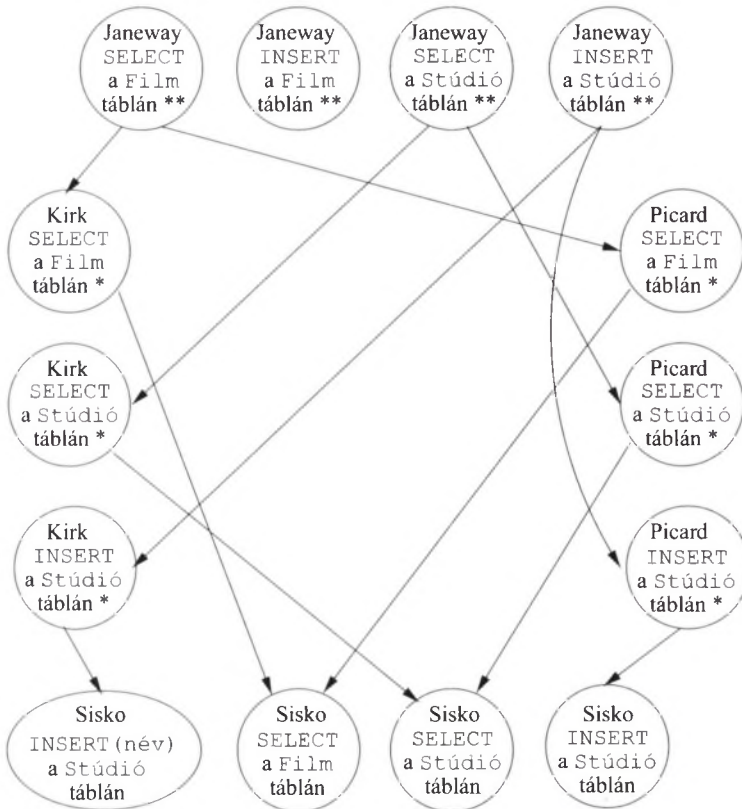 Janeway
SELECT
a Film
táblán **
Janeway
INSERT
a Film
táblán **
Janeway
SELECT
a Stúdió
táblán **
Janeway
INSERT
a Stúdió
táblán **
Kirk
SELECT
a Film
táblán *
Picard
SELECT
a Film
táblán *
Kirk
SELECT
a Stúdió
táblán *
Picard
SELECT
a Stúdió
táblán *
Kirk
INSERT
a Stúdió
táblán *
Picard
INSERT
a Stúdió
táblán *
Sisko
INSERT(név)
a Stúdió
táblán
Sisko
SELECT
a Film
táblán
Sisko
SELECT
a Stúdió
táblán
Sisko
INSERT
a Stúdió
táblán